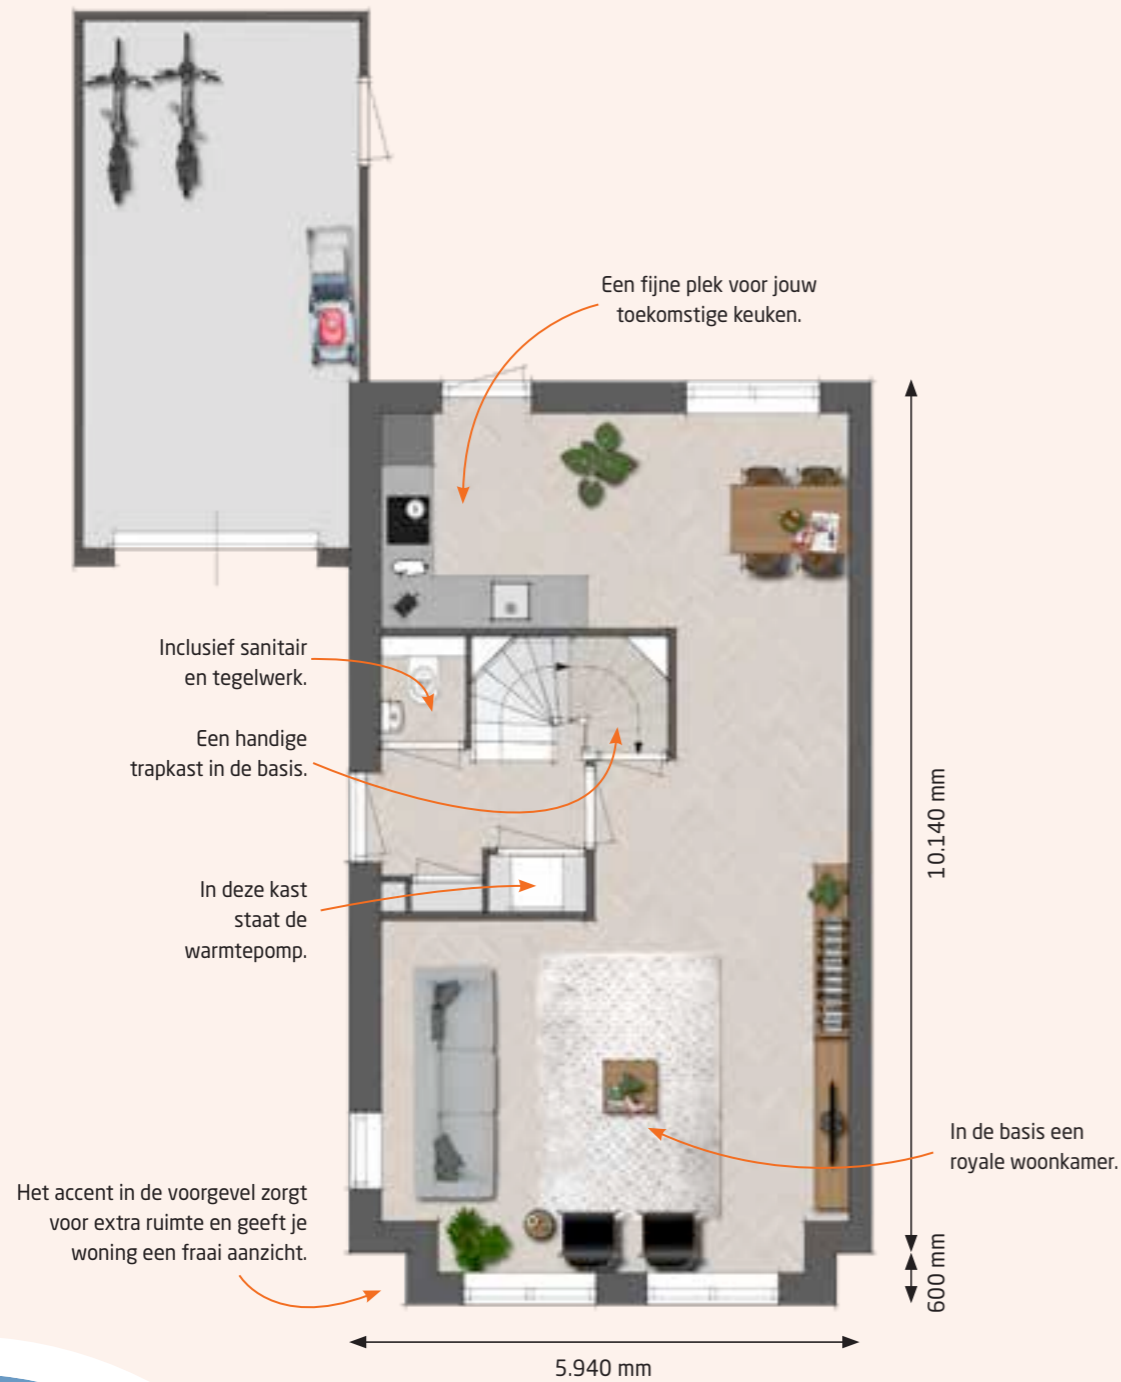 Een fijne plek voor jouw
toekomstige keuken.
Inclusief sanitair
en tegelwerk.
Een handige
trapkast in de basis.
10.140 mm
In deze kast
staat de
warmtepomp.
In de basis een
royale woonkamer.
Het accent in de voorgevel zorgt
voor extra ruimte en geeft je
woning een fraai aanzicht.
600 mm
5.940 mm